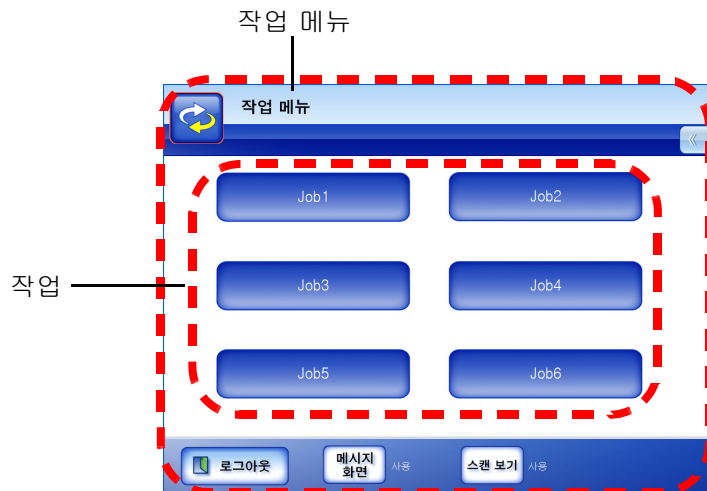 작업 메뉴
작업 메뉴
Job1
Job2
작업
Job3
Job4
Job5
Job6
로그아웃
메시지
화면
사용
스캔 보기
사용